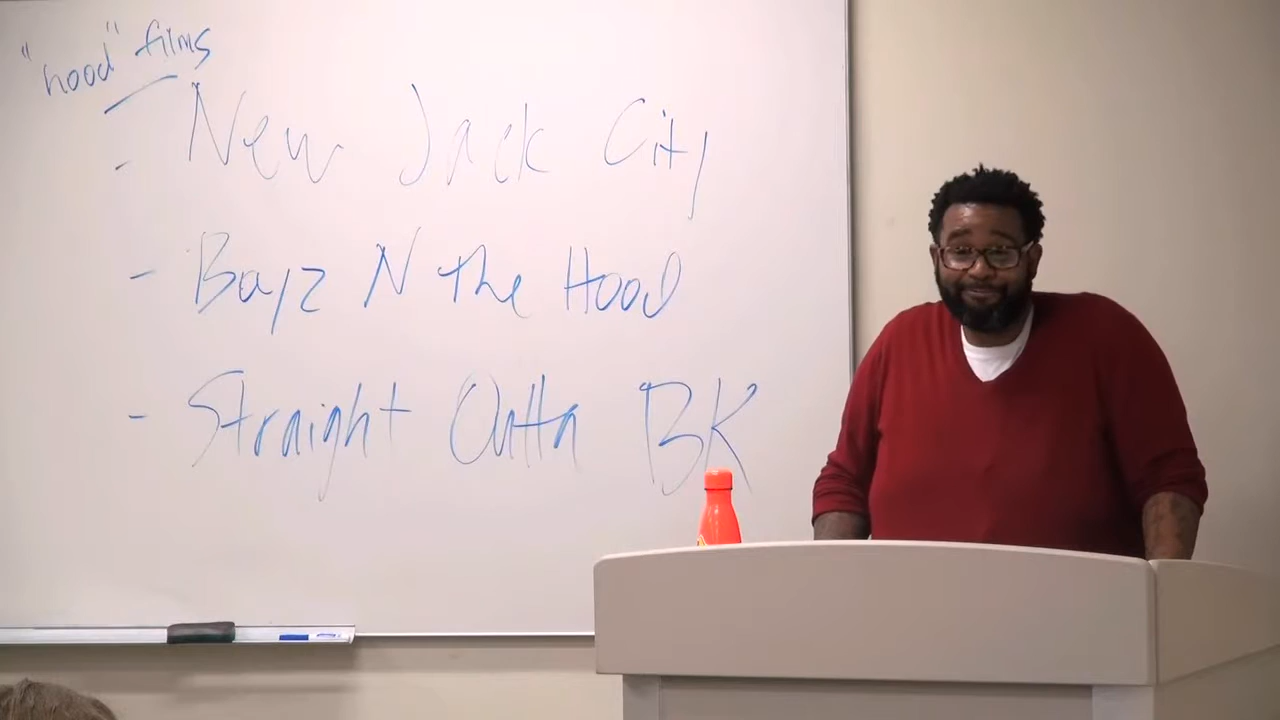 "hood" films
- New Jack City
- Boyz N the Hood
- Straight Outta BK